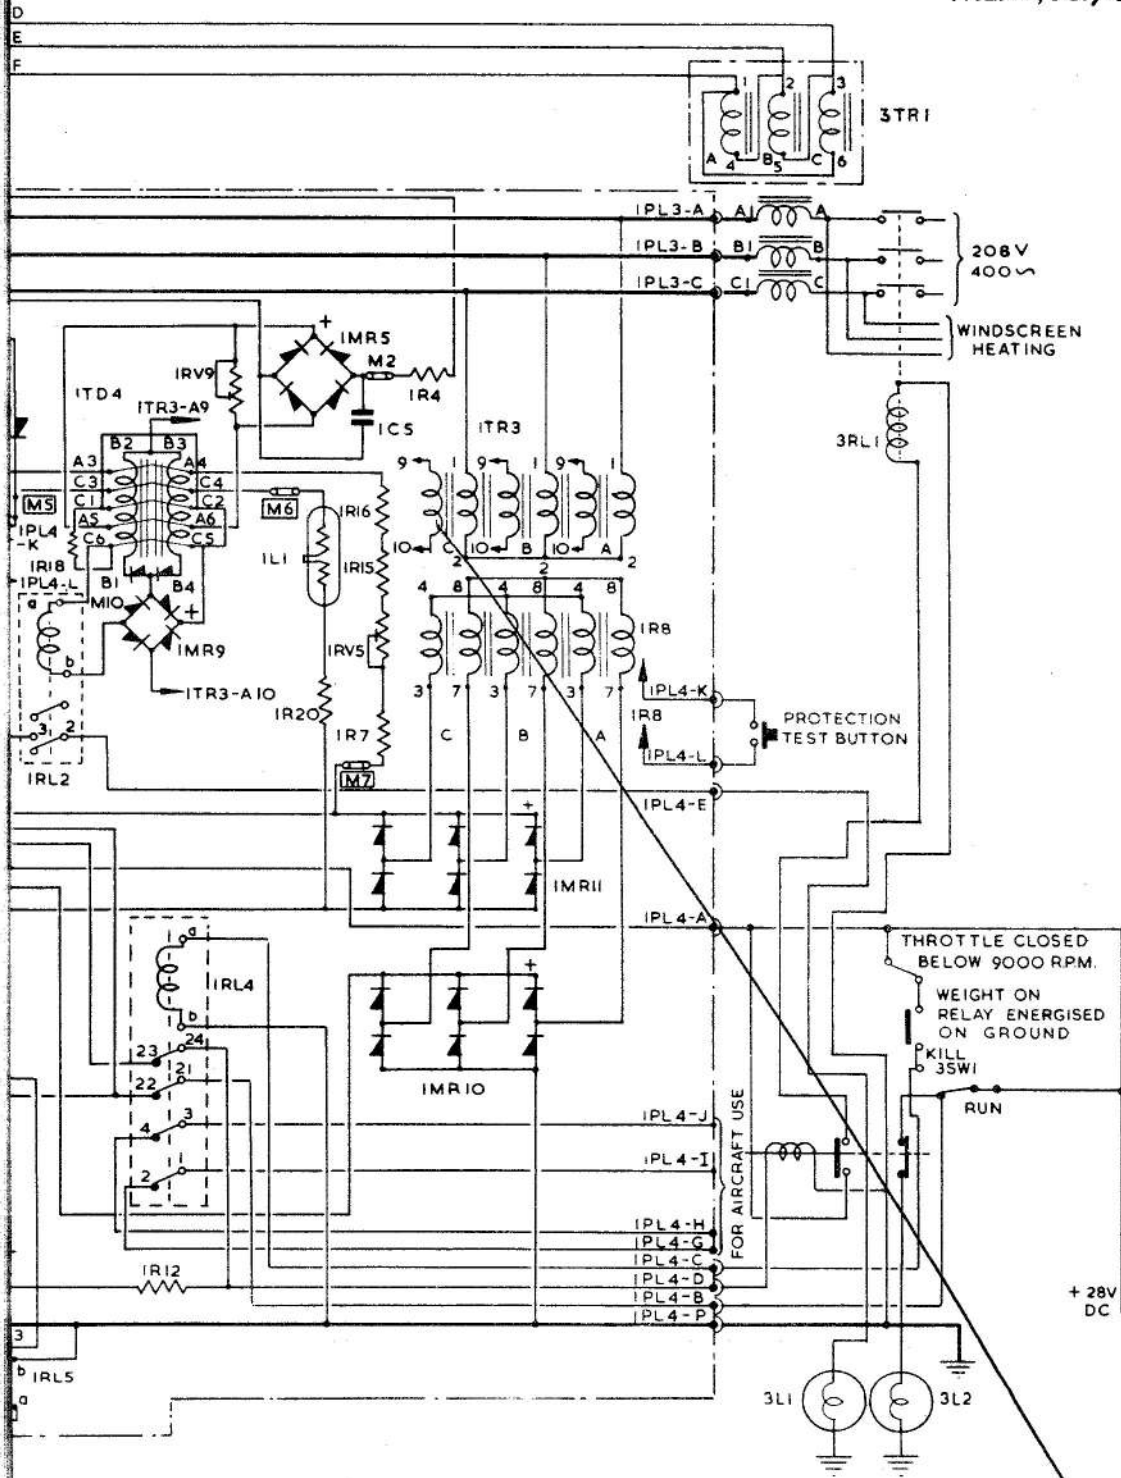 D
E
F
1 2 3
3TR1
A 4 B 5 C 6
1PL3-A A1 A
1PL3-B B1 B
1PL3-C C1 C
208V
400~
WINDSCREEN
HEATING
+
1MR5
M2
1RV9
1R4
1TD4
1TR3-A9
1C5
1TR3
3RL1
B2 B3
A3 A4
C3 C4
C1 C2
A5 A6
C6 C5
M5
1PL4
-K
1R18
1PL4-L
B1 B4
M6
1R16
1L1
1R15
9 1 9 1 9 1
10 C 2 10 B 10 A 2
2
4 8 4 8 4 8
a
b
M10
+
1MR9
1TR3-A10
1RV5
1R8
3 7 3 7 3 7
1PL4-K
1R20
1R7
C B A
1R8
PROTECTION
TEST BUTTON
1PL4-L
3 2
1RL2
M7
1PL4-E
+
1MR11
1PL4-A
a
1RL4
b
THROTTLE CLOSED
BELOW 9000 R.P.M.
WEIGHT ON
RELAY ENERGISED
ON GROUND
+
24
23
21
22
KILL
3SW1
RUN
1MR10
3
4
1PL4-J
1
2
1PL4-I
FOR AIRCRAFT USE
1PL4-H
1PL4-G
1PL4-C
1R12
1PL4-D
1PL4-B
1PL4-P
+28V
DC
3
b 1RL5
a
3L1
3L2